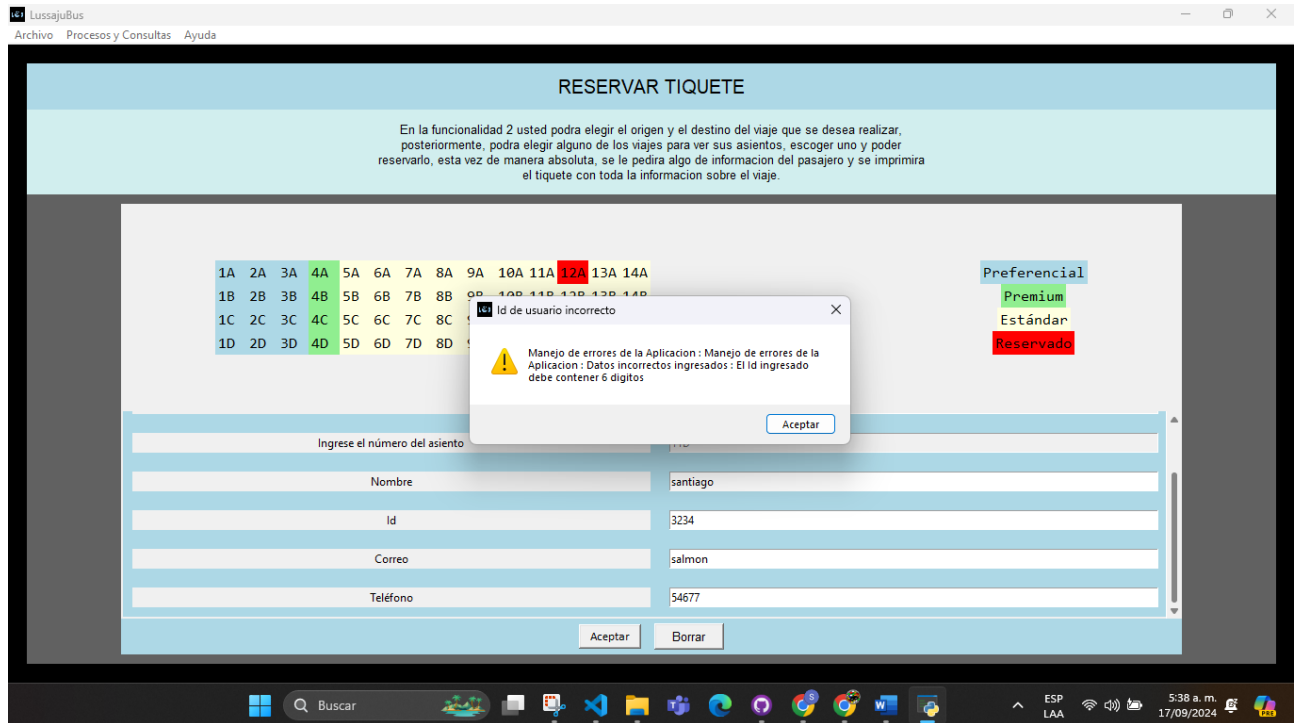 LussajuBus
Archivo Procesos y Consultas Ayuda
RESERVAR TIQUETE
En la funcionalidad 2 usted podra elegir el origen y el destino del viaje que se desea realizar,
posteriormente, podra elegir alguno de los viajes para ver sus asientos, escoger uno y poder
reservarlo, esta vez de manera absoluta, se le pedira algo de informacion del pasajero y se imprimira
el tiquete con toda la informacion sobre el viaje.
1A 2A 3A 4A 5A 6A 7A 8A 9A 10A 11A 12A 13A 14A
1B 2B 3B 4B 5B 6B 7B 8B 9B 10B 11B 12B 13B 14B
1C 2C 3C 4C 5C 6C 7C 8C
1D 2D 3D 4D 5D 6D 7D 8D
Preferencial
Premium
Estándar
Reservado
Id de usuario incorrecto
Manejo de errores de la Aplicacion : Manejo de errores de la
Aplicacion : Datos incorrectos ingresados : El Id ingresado
debe contener 6 digitos
Aceptar
Ingrese el número del asiento
Nombre santiago
Id 3234
Correo salmon
Teléfono 54677
Aceptar Borrar
Buscar
ESP
LAA
5:38 a. m.
17/09/2024
PRE